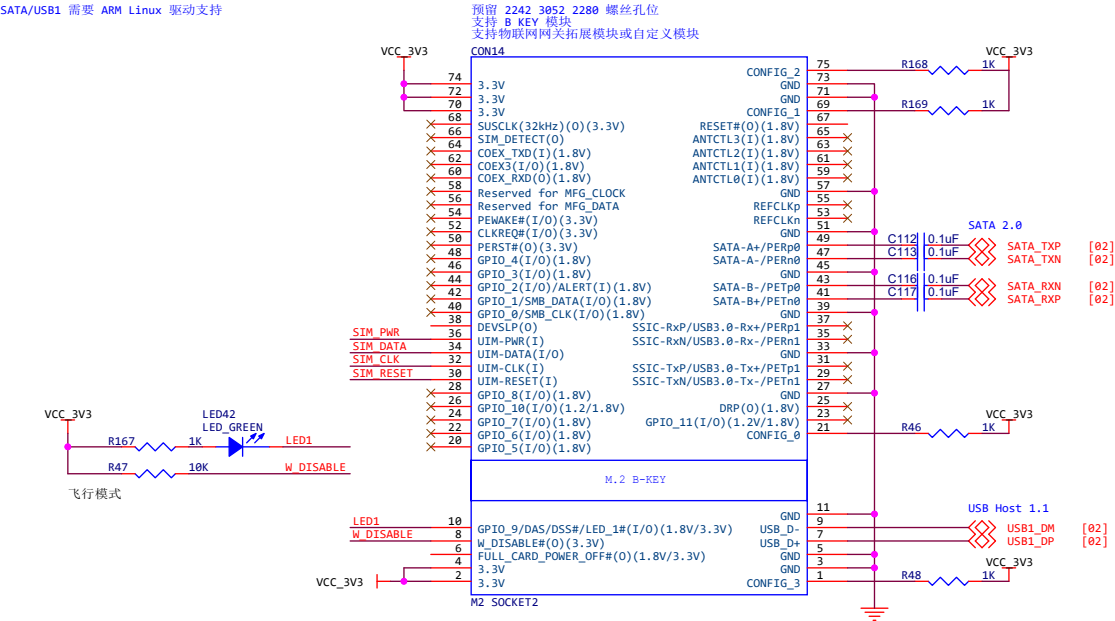 SATA/USB1 需要 ARM Linux 驱动支持
预留 2242 3052 2280 螺丝孔位
支持 B KEY 模块
支持物联网网关拓展模块或自定义模块
VCC_3V3
CON14
VCC_3V3
75 CONFIG_2 R168 1K
74 3.3V
73 GND
72 3.3V
71 GND
70 3.3V
69 CONFIG_1 R169 1K
68 SUSCLK(32kHz)(O)(3.3V)
67 RESET#(O)(1.8V)
66 SIM_DETECT(O)
65 ANTCTL3(I)(1.8V)
64 COEX_TXD(I)(1.8V)
63 ANTCTL2(I)(1.8V)
62 COEX3(I/O)(1.8V)
61 ANTCTL1(I)(1.8V)
60 COEX_RXD(O)(1.8V)
59 ANTCTL0(I)(1.8V)
58 Reserved for MFG_CLOCK
57 GND
56 Reserved for MFG_DATA
55 REFCLKp
54 PEWAKE#(I/O)(3.3V)
53 REFCLKn
52 CLKREQ#(I/O)(3.3V)
51 GND
SATA 2.0
50 PERST#(O)(3.3V)
49 SATA-A+/PERp0 C112 0.1uF SATA_TXP [02]
48 GPIO_4(I/O)(1.8V)
47 SATA-A-/PERn0 C113 0.1uF SATA_TXN [02]
46 GPIO_3(I/O)(1.8V)
45 GND
44 GPIO_2(I/O)/ALERT(I)(1.8V)
43 SATA-B-/PETp0 C116 0.1uF SATA_RXN [02]
42 GPIO_1/SMB_DATA(I/O)(1.8V)
41 SATA-B+/PETn0 C117 0.1uF SATA_RXP [02]
40 GPIO_0/SMB_CLK(I/O)(1.8V)
39 GND
38 DEVSLP(O)
37 SSIC-RxP/USB3.0-Rx+/PERp1
SIM_PWR 36 UIM-PWR(I)
35 SSIC-RxN/USB3.0-Rx-/PERn1
SIM_DATA 34 UIM-DATA(I/O)
33 GND
SIM_CLK 32 UIM-CLK(I)
31 SSIC-TxP/USB3.0-Tx+/PETp1
SIM_RESET 30 UIM-RESET(I)
29 SSIC-TxN/USB3.0-Tx-/PETn1
28 GPIO_8(I/O)(1.8V)
27 GND
26 GPIO_10(I/O)(1.2/1.8V)
25 DRP(O)(1.8V)
24 GPIO_7(I/O)(1.8V)
23 GPIO_11(I/O)(1.2V/1.8V)
22 GPIO_6(I/O)(1.8V)
21 CONFIG_0 R46 1K
VCC_3V3
20 GPIO_5(I/O)(1.8V)
VCC_3V3
LED42
LED_GREEN
R167 1K LED1
R47 10K W_DISABLE
飞行模式
M.2 B-KEY
11 GND
USB Host 1.1
LED1 10 GPIO_9/DAS/DSS#/LED_1#(I/O)(1.8V/3.3V)
9 USB_D- USB1_DM [02]
W_DISABLE 8 W_DISABLE#(O)(3.3V)
7 USB_D+ USB1_DP [02]
6 FULL_CARD_POWER_OFF#(O)(1.8V/3.3V)
5 GND
4 3.3V
3 GND
VCC_3V3
VCC_3V3 2 3.3V
1 CONFIG_3 R48 1K
M2 SOCKET2